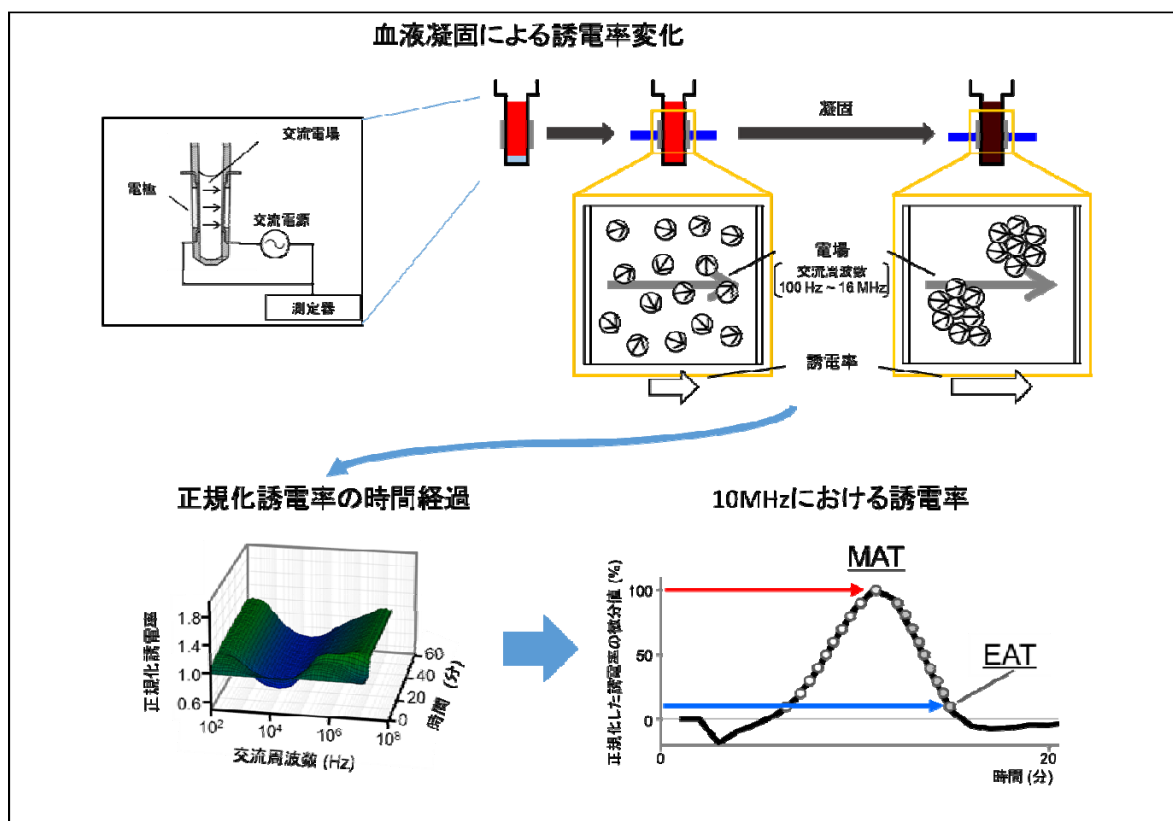 血液凝固による誘電率変化
交流電場
電極
交流電源
測定器
凝固
電場
交流周波数
100 Hz ~ 16 MHz
誘電率
正規化誘電率の時間経過
正規化誘電率
1.8
1.4
1.0
0.6
10²
10⁴
10⁶
10⁸
交流周波数 (Hz)
0
20
40
60
時間 (分)
10MHzにおける誘電率
正規化した誘電率の微分値 (%)
100
50
0
MAT
EAT
0
20
時間 (分)